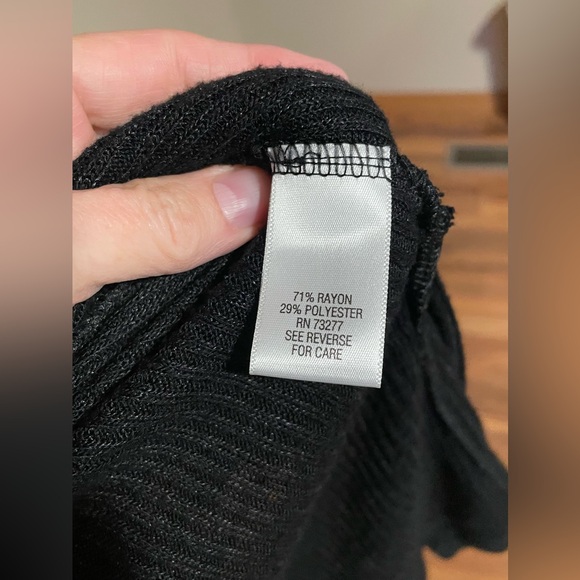 71% RAYON
29% POLYESTER
RN 73277
SEE REVERSE
FOR CARE